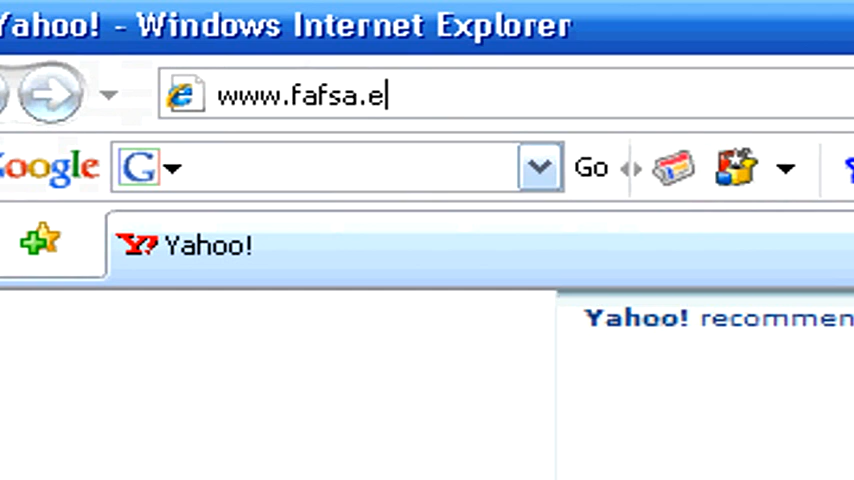 Yahoo! - Windows Internet Explorer
www.fafsa.e
Google G Go
Y! Yahoo!
Yahoo! recommen